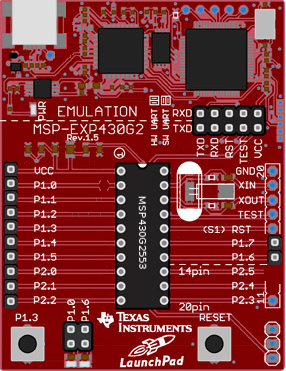 PWR
EMULATION
HW UART
SW UART
MSP-EXP430G2
Rev.1.5
RXD
TXD
TXD
RXD
RST
TEST
VCC
VCC
P1.0
P1.1
P1.2
P1.3
P1.4
P1.5
P2.0
P2.1
P2.2
MSP430G2553
GND
XIN
XOUT
TEST
(S1) RST
P1.7
P1.6
P2.5
P2.4
P2.3
20
11
14pin
20pin
P1.3
P1.0
P1.6
TEXAS
INSTRUMENTS
LaunchPad
RESET